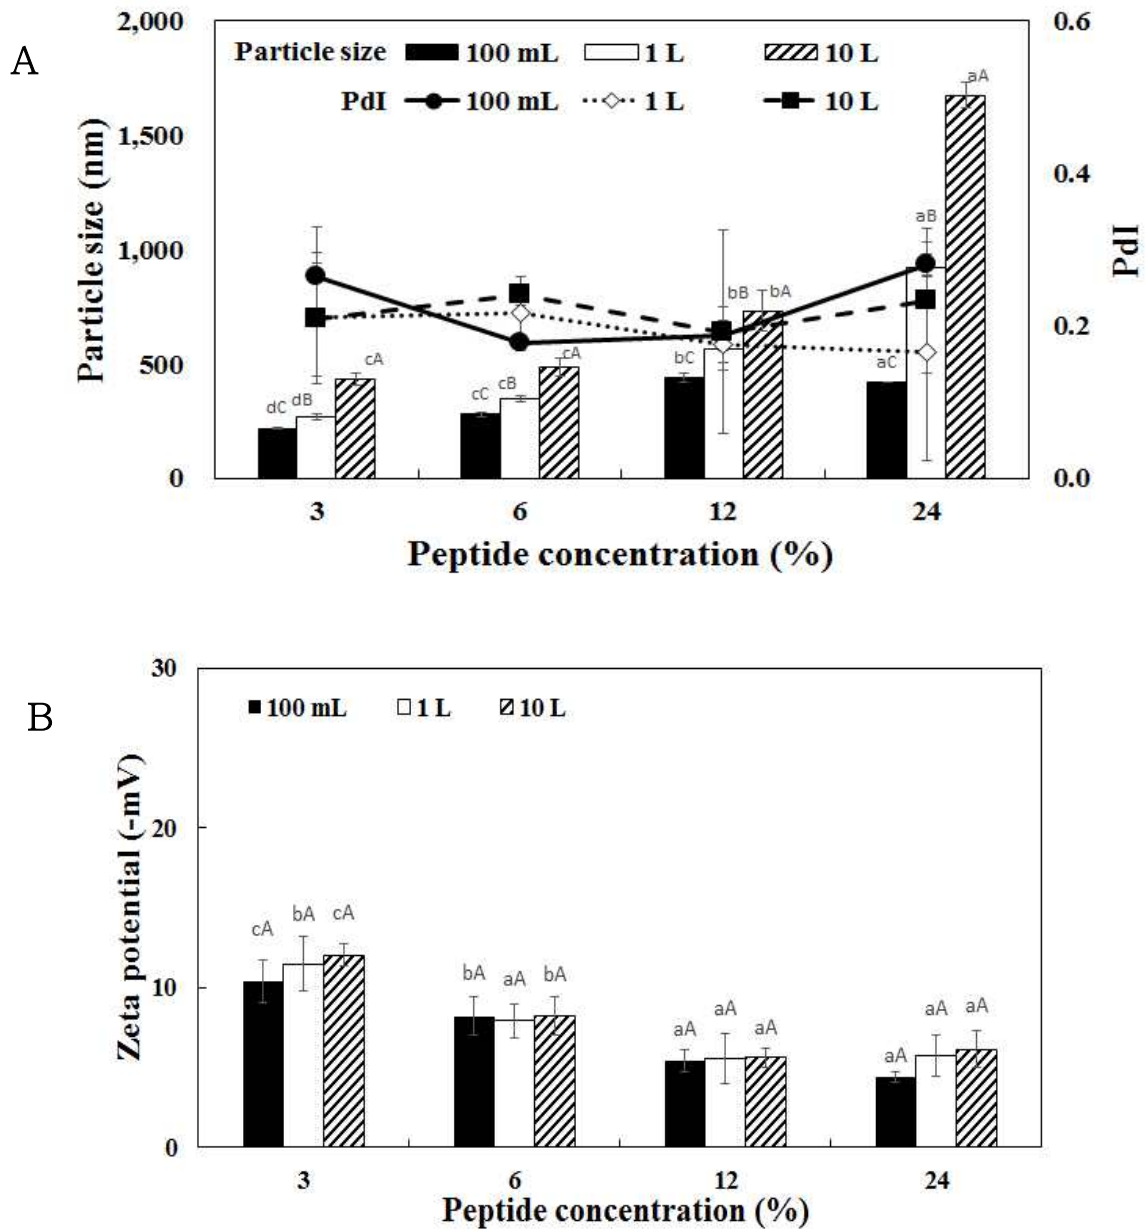 A
2,000
1,500
1,000
500
0
Particle size (nm)
0.6
0.4
0.2
0.0
PdI
Particle size 100 mL 1 L 10 L
PdI 100 mL 1 L 10 L
dC dB cA
cC cB cA
bC bB bA
aC aB aA
3 6 12 24
Peptide concentration (%)
B
30
20
10
0
Zeta potential (-mV)
100 mL 1 L 10 L
cA bA cA
bA aA bA
aA aA aA
aA aA aA
3 6 12 24
Peptide concentration (%)